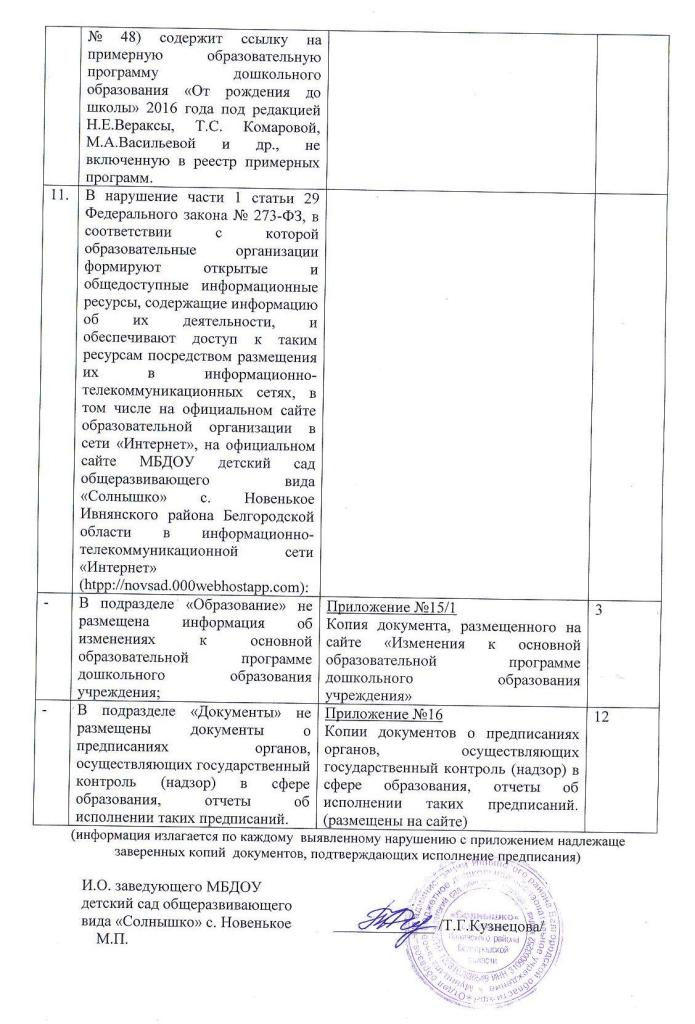 № 48) содержит ссылку на
примерную образовательную
программу дошкольного
образования «От рождения до
школы» 2016 года под редакцией
Н.Е.Вераксы, Т.С. Комаровой,
М.А.Васильевой и др., не
включенную в реестр примерных
программ.
11.
В нарушение части 1 статьи 29
Федерального закона № 273-ФЗ, в
соответствии с которой
образовательные организации
формируют открытые и
общедоступные информационные
ресурсы, содержащие информацию
об их деятельности, и
обеспечивают доступ к таким
ресурсам посредством размещения
их в информационно-
телекоммуникационных сетях, в
том числе на официальном сайте
образовательной организации в
сети «Интернет», на официальном
сайте МБДОУ детский сад
общеразвивающего вида
«Солнышко» с. Новенькое
Ивнянского района Белгородской
области в информационно-
телекоммуникационной сети
«Интернет»
(htpp://novsad.000webhostapp.com):
-
В подразделе «Образование» не
размещена информация об
изменениях к основной
образовательной программе
дошкольного образования
учреждения;
Приложение №15/1
Копия документа, размещенного на
сайте «Изменения к основной
образовательной программе
дошкольного образования
учреждения»
3
-
В подразделе «Документы» не
размещены документы о
предписаниях органов,
осуществляющих государственный
контроль (надзор) в сфере
образования, отчеты об
исполнении таких предписаний.
Приложение №16
Копии документов о предписаниях
органов, осуществляющих
государственный контроль (надзор) в
сфере образования, отчеты об
исполнении таких предписаний.
(размещены на сайте)
12
(информация излагается по каждому выявленному нарушению с приложением надлежаще
заверенных копий документов, подтверждающих исполнение предписания)
И.О. заведующего МБДОУ
детский сад общеразвивающего
вида «Солнышко» с. Новенькое
/Т.Г.Кузнецова/
М.П.
«Солнышко»
района
Белгородской
области